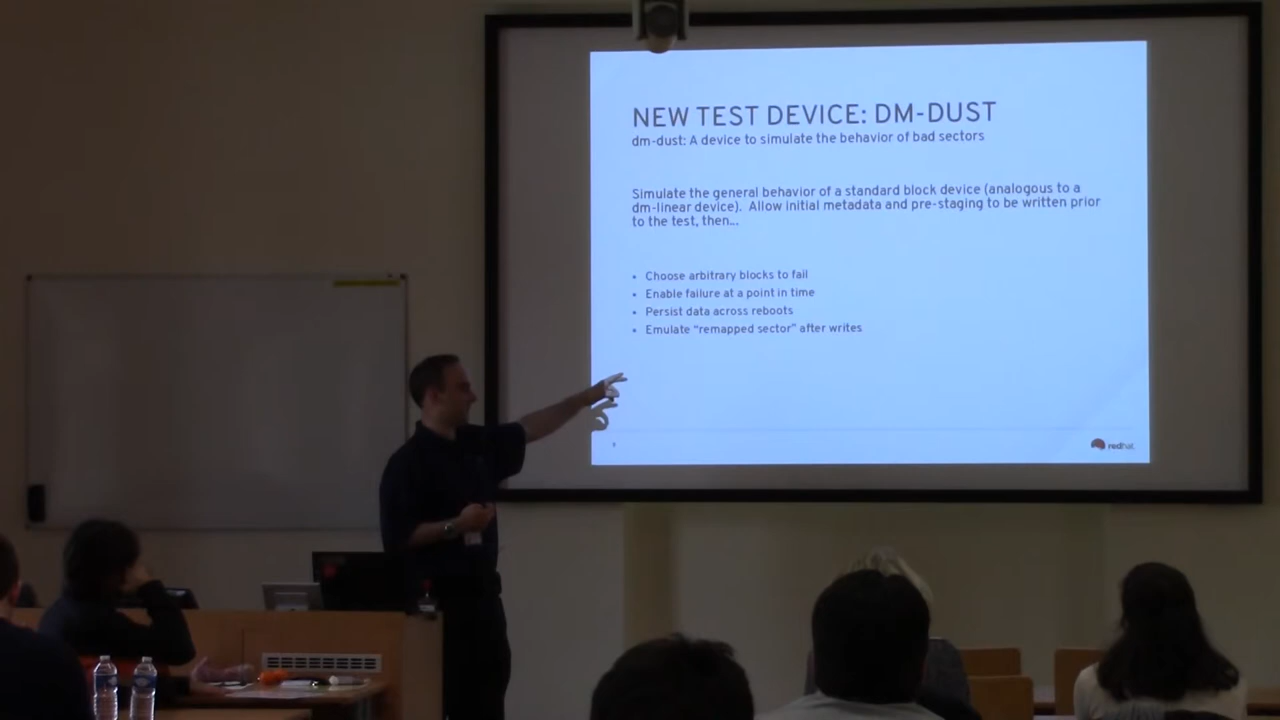 NEW TEST DEVICE: DM-DUST
dm-dust: A device to simulate the behavior of bad sectors
Simulate the general behavior of a standard block device (analogous to a
dm-linear device). Allow initial metadata and pre-staging to be written prior
to the test, then...
• Choose arbitrary blocks to fail
• Enable failure at a point in time
• Persist data across reboots
• Emulate “remapped sector” after writes
redhat.